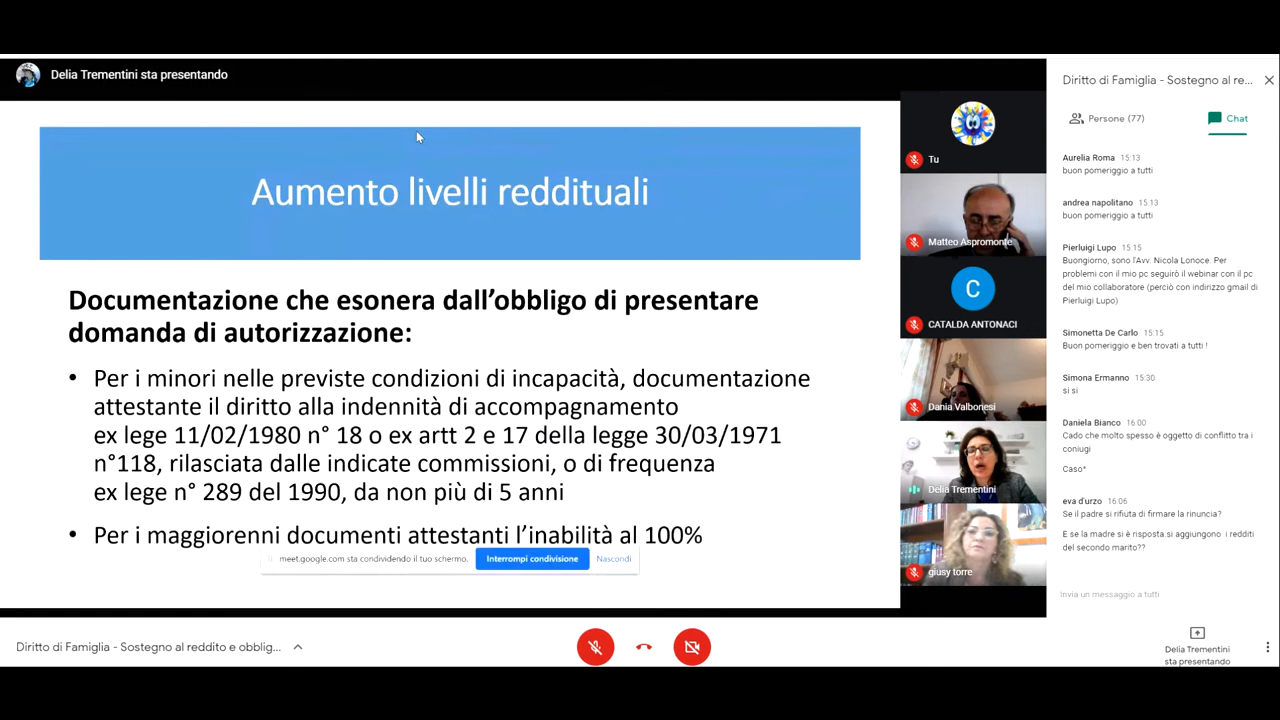 Delia Trementini sta presentando
Aumento livelli reddituali
Documentazione che esonera dall'obbligo di presentare
domanda di autorizzazione:
• Per i minori nelle previste condizioni di incapacità, documentazione
attestante il diritto alla indennità di accompagnamento
ex lege 11/02/1980 n° 18 o ex artt 2 e 17 della legge 30/03/1971
n°118, rilasciata dalle indicate commissioni, o di frequenza
ex lege n° 289 del 1990, da non più di 5 anni
• Per i maggiorenni documenti attestanti l'inabilità al 100%
meet.google.com sta condividendo il tuo schermo.
Interrompi condivisione
Nascondi
Tu
Matteo Aspromonte
C
CATALDA ANTONACI
Dania Valbonesi
Delia Trementini
giusy torre
Diritto di Famiglia - Sostegno al re...
Persone (77)
Chat
Aurelia Roma 15:13
buon pomeriggio a tutti
andrea napolitano 15:13
buon pomeriggio a tutti
Pierluigi Lupo 15:15
Buongiorno, sono l'Avv. Nicola Lonoce. Per
problemi con il mio pc seguirò il webinar con il pc
del mio collaboratore (perciò con indirizzo gmail di
Pierluigi Lupo)
Simonetta De Carlo 15:15
Buon pomeriggio e ben trovati a tutti !
Simona Ermanno 15:30
si si
Daniela Bianco 16:00
Cado che molto spesso è oggetto di conflitto tra i
coniugi
Caso*
eva d'urzo 16:06
Se il padre si rifiuta di firmare la rinuncia?
E se la madre si è risposta.si aggiungono i redditi
del secondo marito??
Invia un messaggio a tutti
Diritto di Famiglia - Sostegno al reddito e obblig...
Delia Trementini
sta presentando